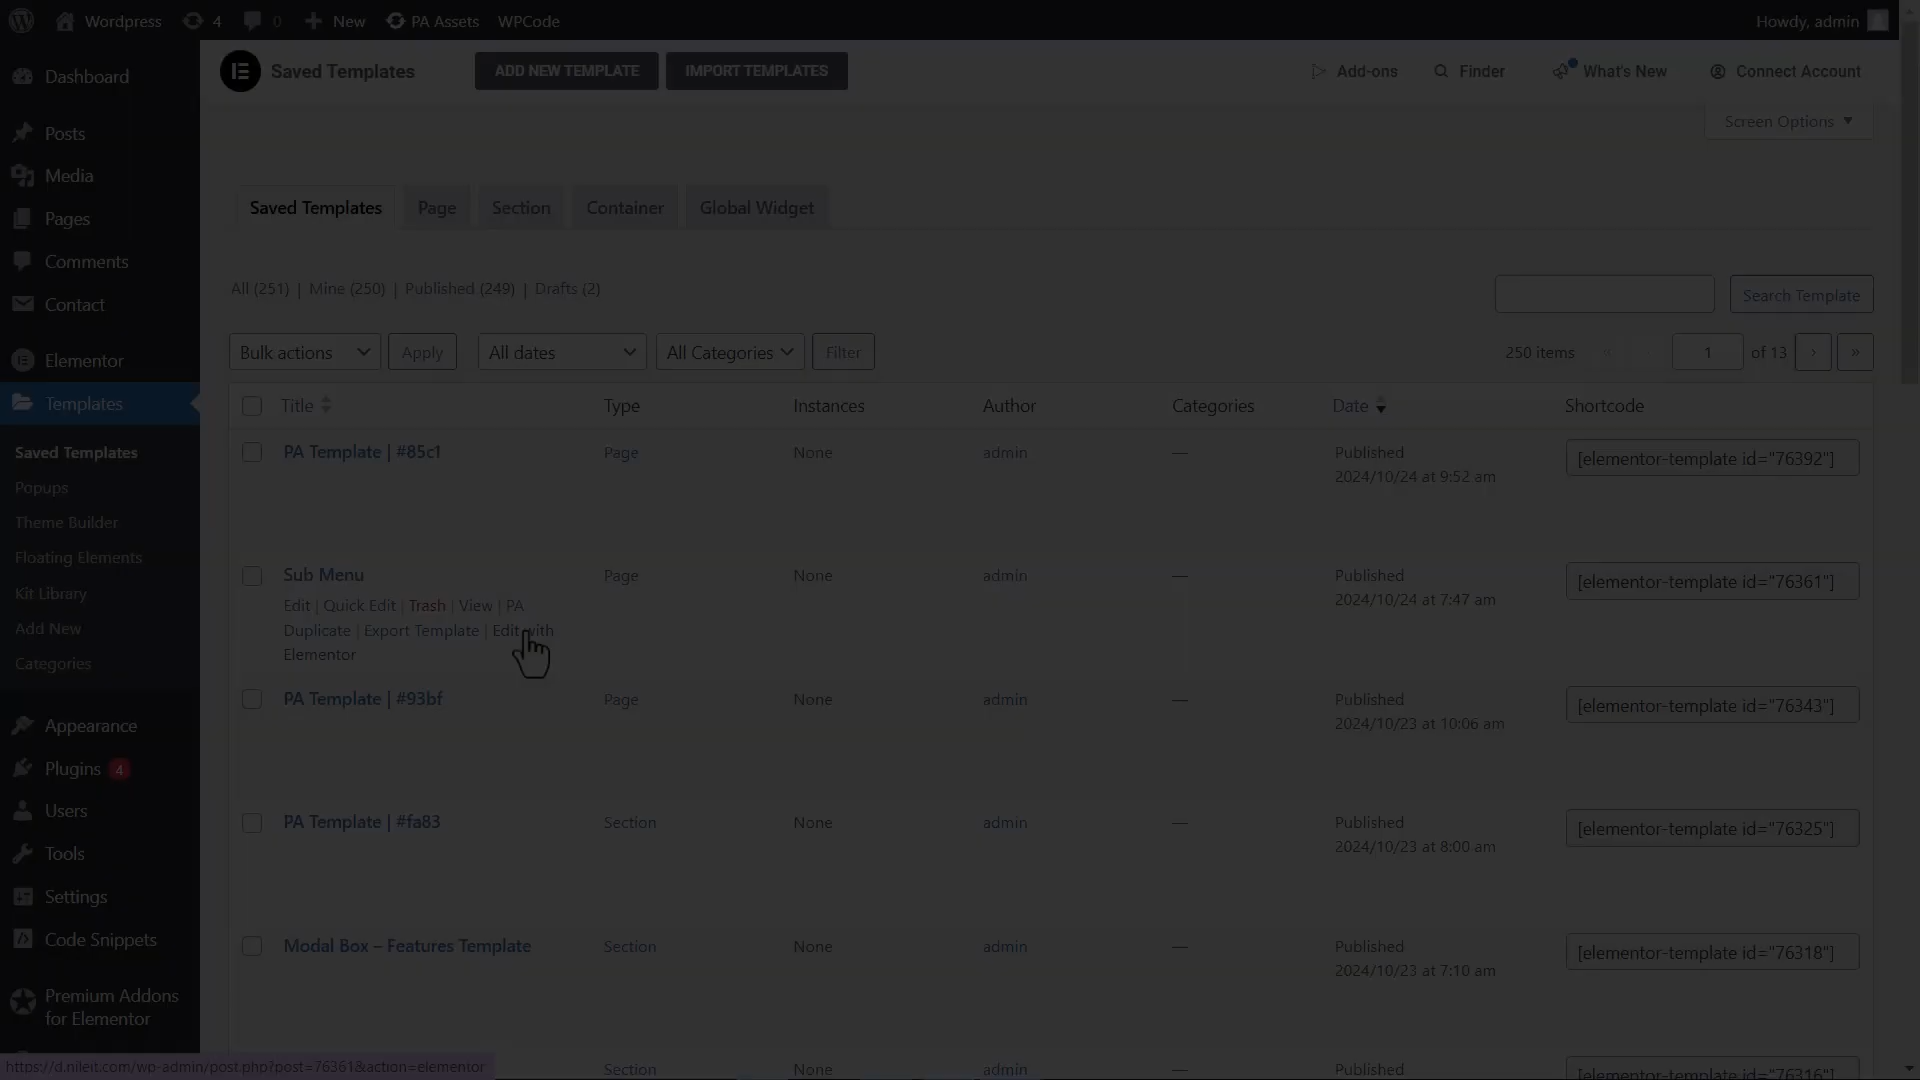 Wordpress 4 0 New PA Assets WPCode Howdy, admin
Saved Templates ADD NEW TEMPLATE IMPORT TEMPLATES Add-ons Finder What's New Connect Account
Screen Options
Dashboard
Posts
Media
Pages
Comments
Contact
Elementor
Templates
Saved Templates
Popups
Theme Builder
Floating Elements
Kit Library
Add New
Categories
Appearance
Plugins 4
Users
Tools
Settings
Code Snippets
Premium Addons
for Elementor
Saved Templates Page Section Container Global Widget
All (251) | Mine (250) | Published (249) | Drafts (2)
Search Template
Bulk actions Apply All dates All Categories Filter 250 items « 1 of 13 › »
Title Type Instances Author Categories Date Shortcode
PA Template | #85c1 Page None admin — Published [elementor-template id="76392"]
2024/10/24 at 9:52 am
Sub Menu Page None admin — Published [elementor-template id="76361"]
2024/10/24 at 7:47 am
Edit | Quick Edit | Trash | View | PA
Duplicate | Export Template | Edit with
Elementor
PA Template | #93bf Page None admin — Published [elementor-template id="76343"]
2024/10/23 at 10:06 am
PA Template | #fa83 Section None admin — Published [elementor-template id="76325"]
2024/10/23 at 8:00 am
Modal Box – Features Template Section None admin — Published [elementor-template id="76318"]
2024/10/23 at 7:10 am
Section None admin Published [elementor-template id="76316"]
https://d.nileit.com/wp-admin/post.php?post=76361&action=elementor